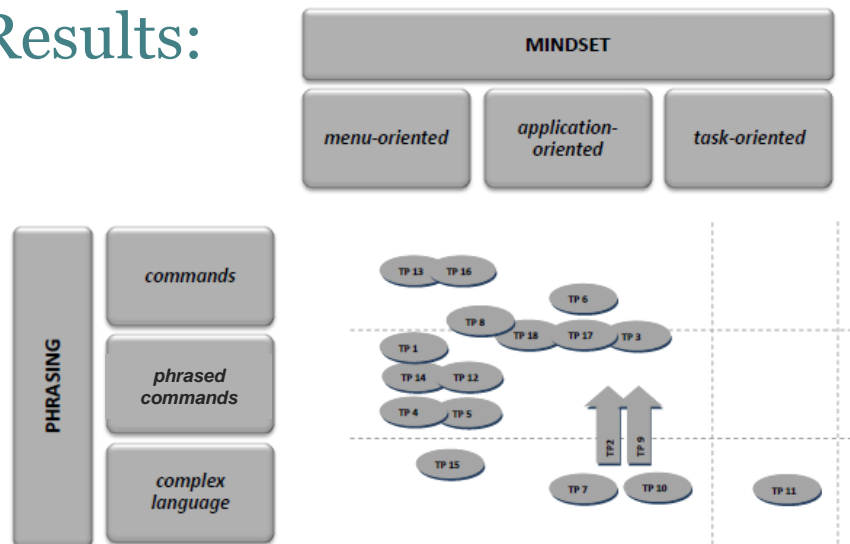 Results:
MINDSET
menu-oriented
application-
oriented
task-oriented
PHRASING
commands
phrased
commands
complex
language
TP 13
TP 16
TP 6
TP 8
TP 18
TP 17
TP 3
TP 1
TP 14
TP 12
TP 4
TP 5
TP2
TP 9
TP 15
TP 7
TP 10
TP 11